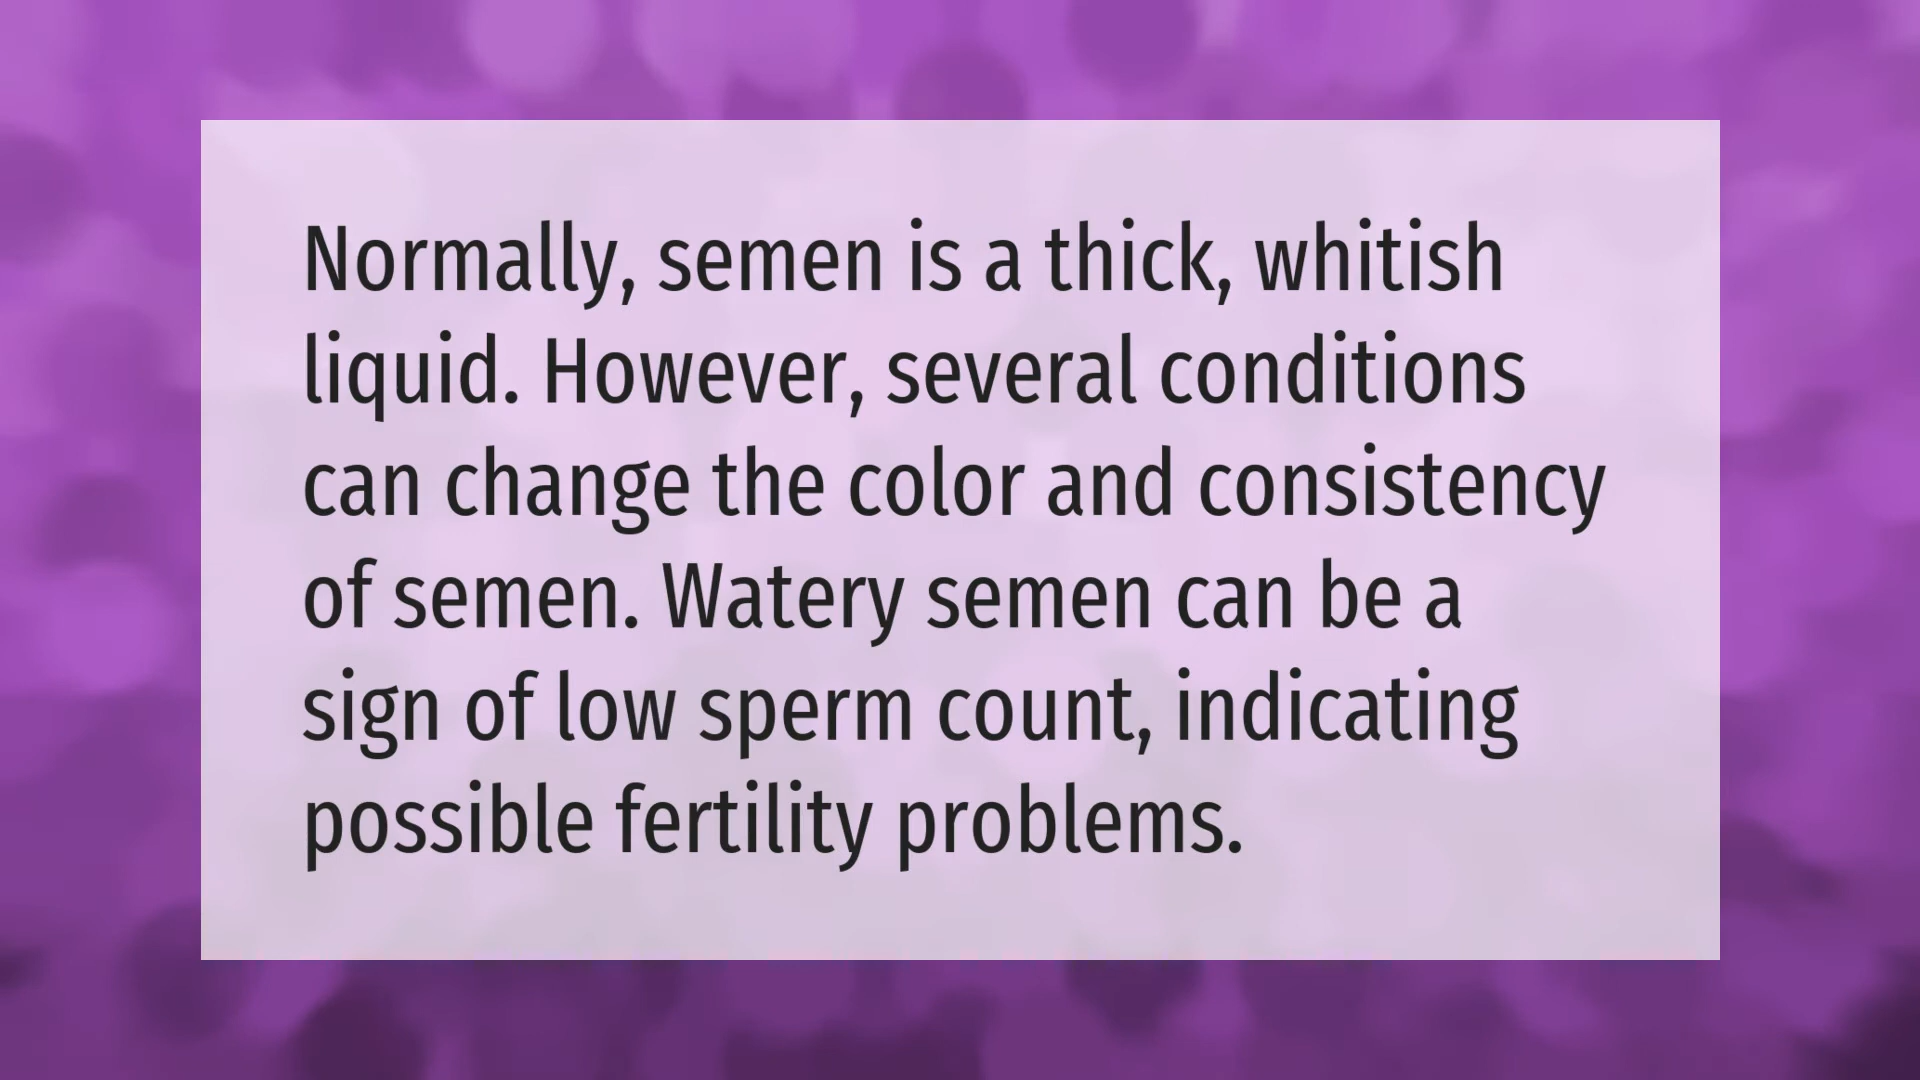 Normally, semen is a thick, whitish
liquid. However, several conditions
can change the color and consistency
of semen. Watery semen can be a
sign of low sperm count, indicating
possible fertility problems.